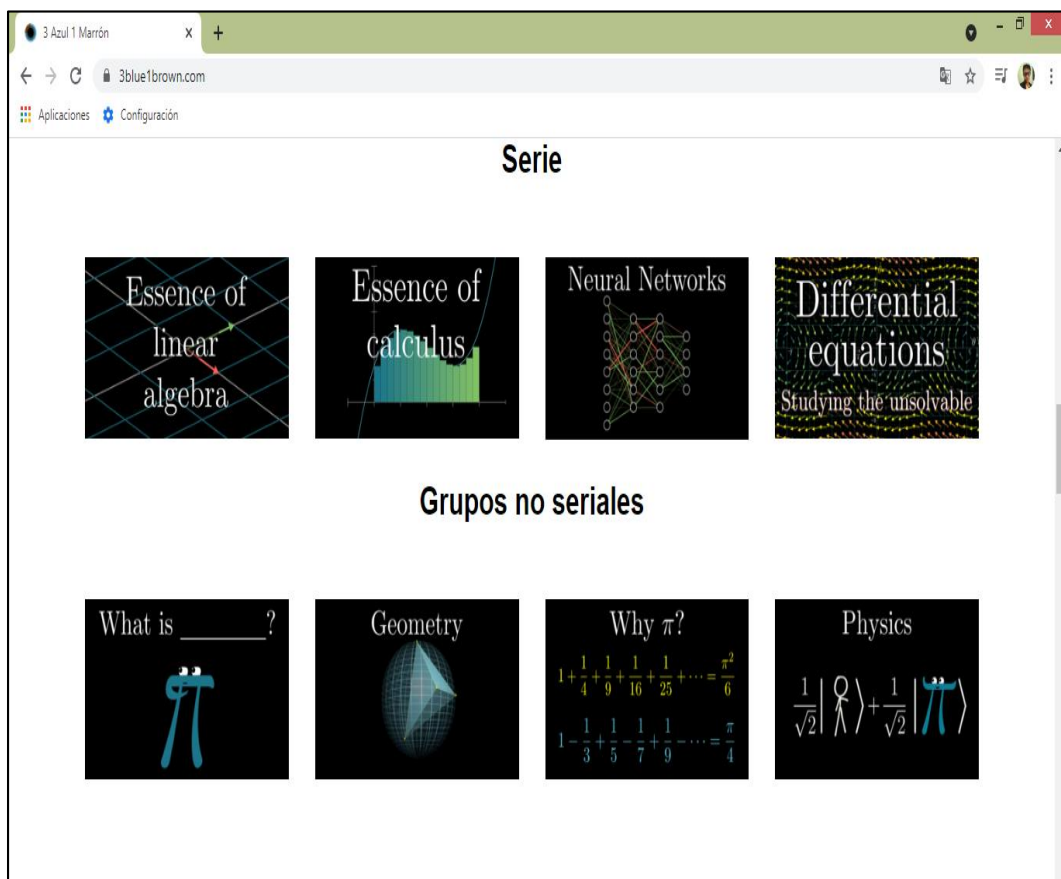 3 Azul 1 Marrón
3blue1brown.com
Aplicaciones Configuración
Serie
Essence of
linear
algebra
Essence of
calculus
Neural Networks
Differential
equations
Studying the unsolvable
Grupos no seriales
What is ________?
Geometry
Why π?
1 + 1/4 + 1/9 + 1/16 + 1/25 + ··· = π²/6
1 − 1/3 + 1/5 − 1/7 + 1/9 − ··· = π/4
Physics
1/√2 | ⟩ + 1/√2 | π ⟩